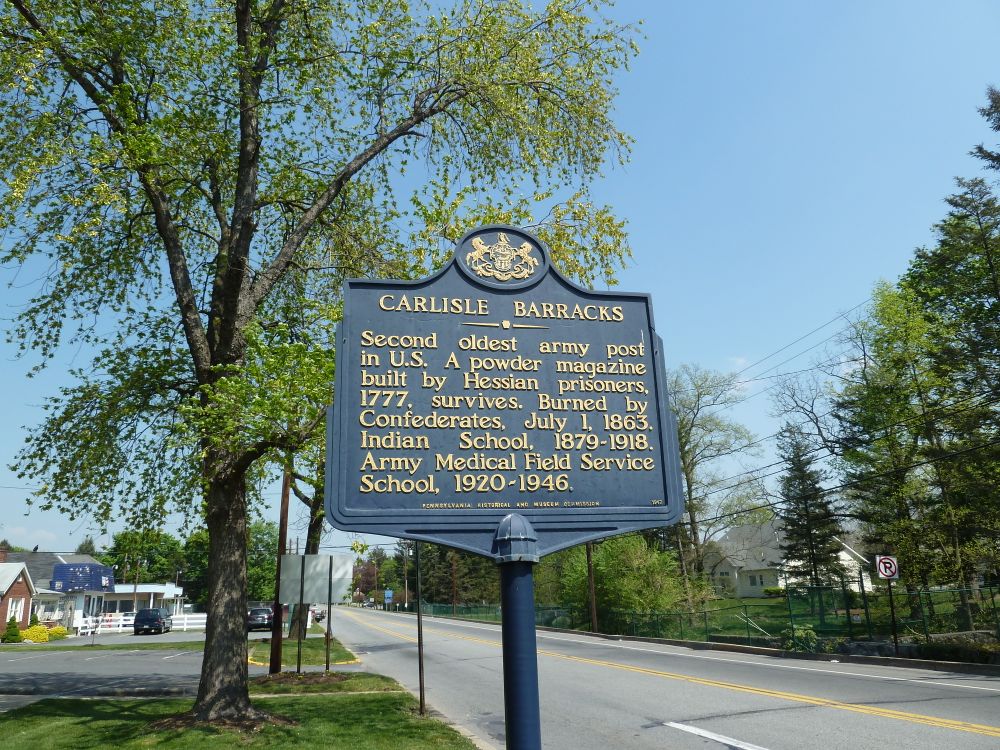 CARLISLE BARRACKS
Second oldest army post
in U.S. A powder magazine
built by Hessian prisoners,
1777, survives. Burned by
Confederates, July 1, 1863.
Indian School, 1879-1918.
Army Medical Field Service
School, 1920-1946.
PENNSYLVANIA HISTORICAL AND MUSEUM COMMISSION 1947
P